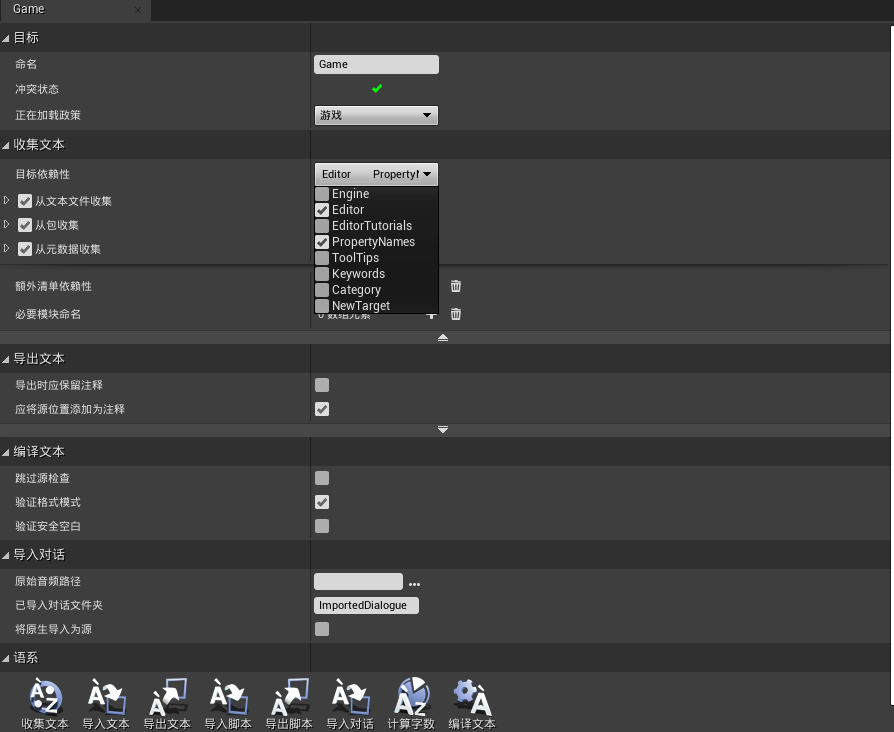 Game
目标
命名 Game
冲突状态
正在加载政策 游戏
收集文本
目标依赖性 Editor Property
Engine
从文本文件收集 Editor
从包收集 EditorTutorials
PropertyNames
从元数据收集 ToolTips
Keywords
额外清单依赖性 Category
NewTarget
必要模块命名 0 数组元素
导出文本
导出时应保留注释
应将源位置添加为注释
编译文本
跳过源检查
验证格式模式
验证安全空白
导入对话
原始音频路径 ...
已导入对话文件夹 ImportedDialogue
将原生导入为源
语系
收集文本 导入文本 导出文本 导入脚本 导出脚本 导入对话 计算字数 编译文本